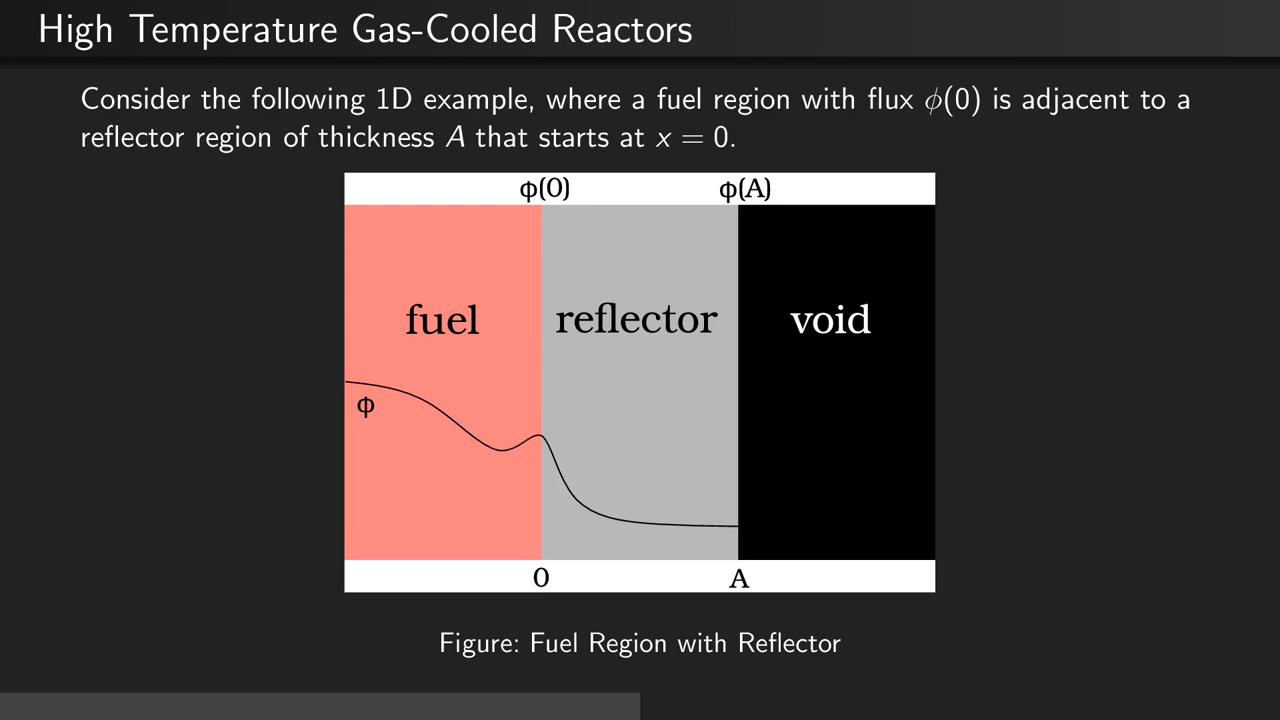 High Temperature Gas-Cooled Reactors
Consider the following 1D example, where a fuel region with flux ϕ(0) is adjacent to a
reflector region of thickness A that starts at x = 0.
ϕ(0) ϕ(A)
fuel reflector void
ϕ
0 A
Figure: Fuel Region with Reflector